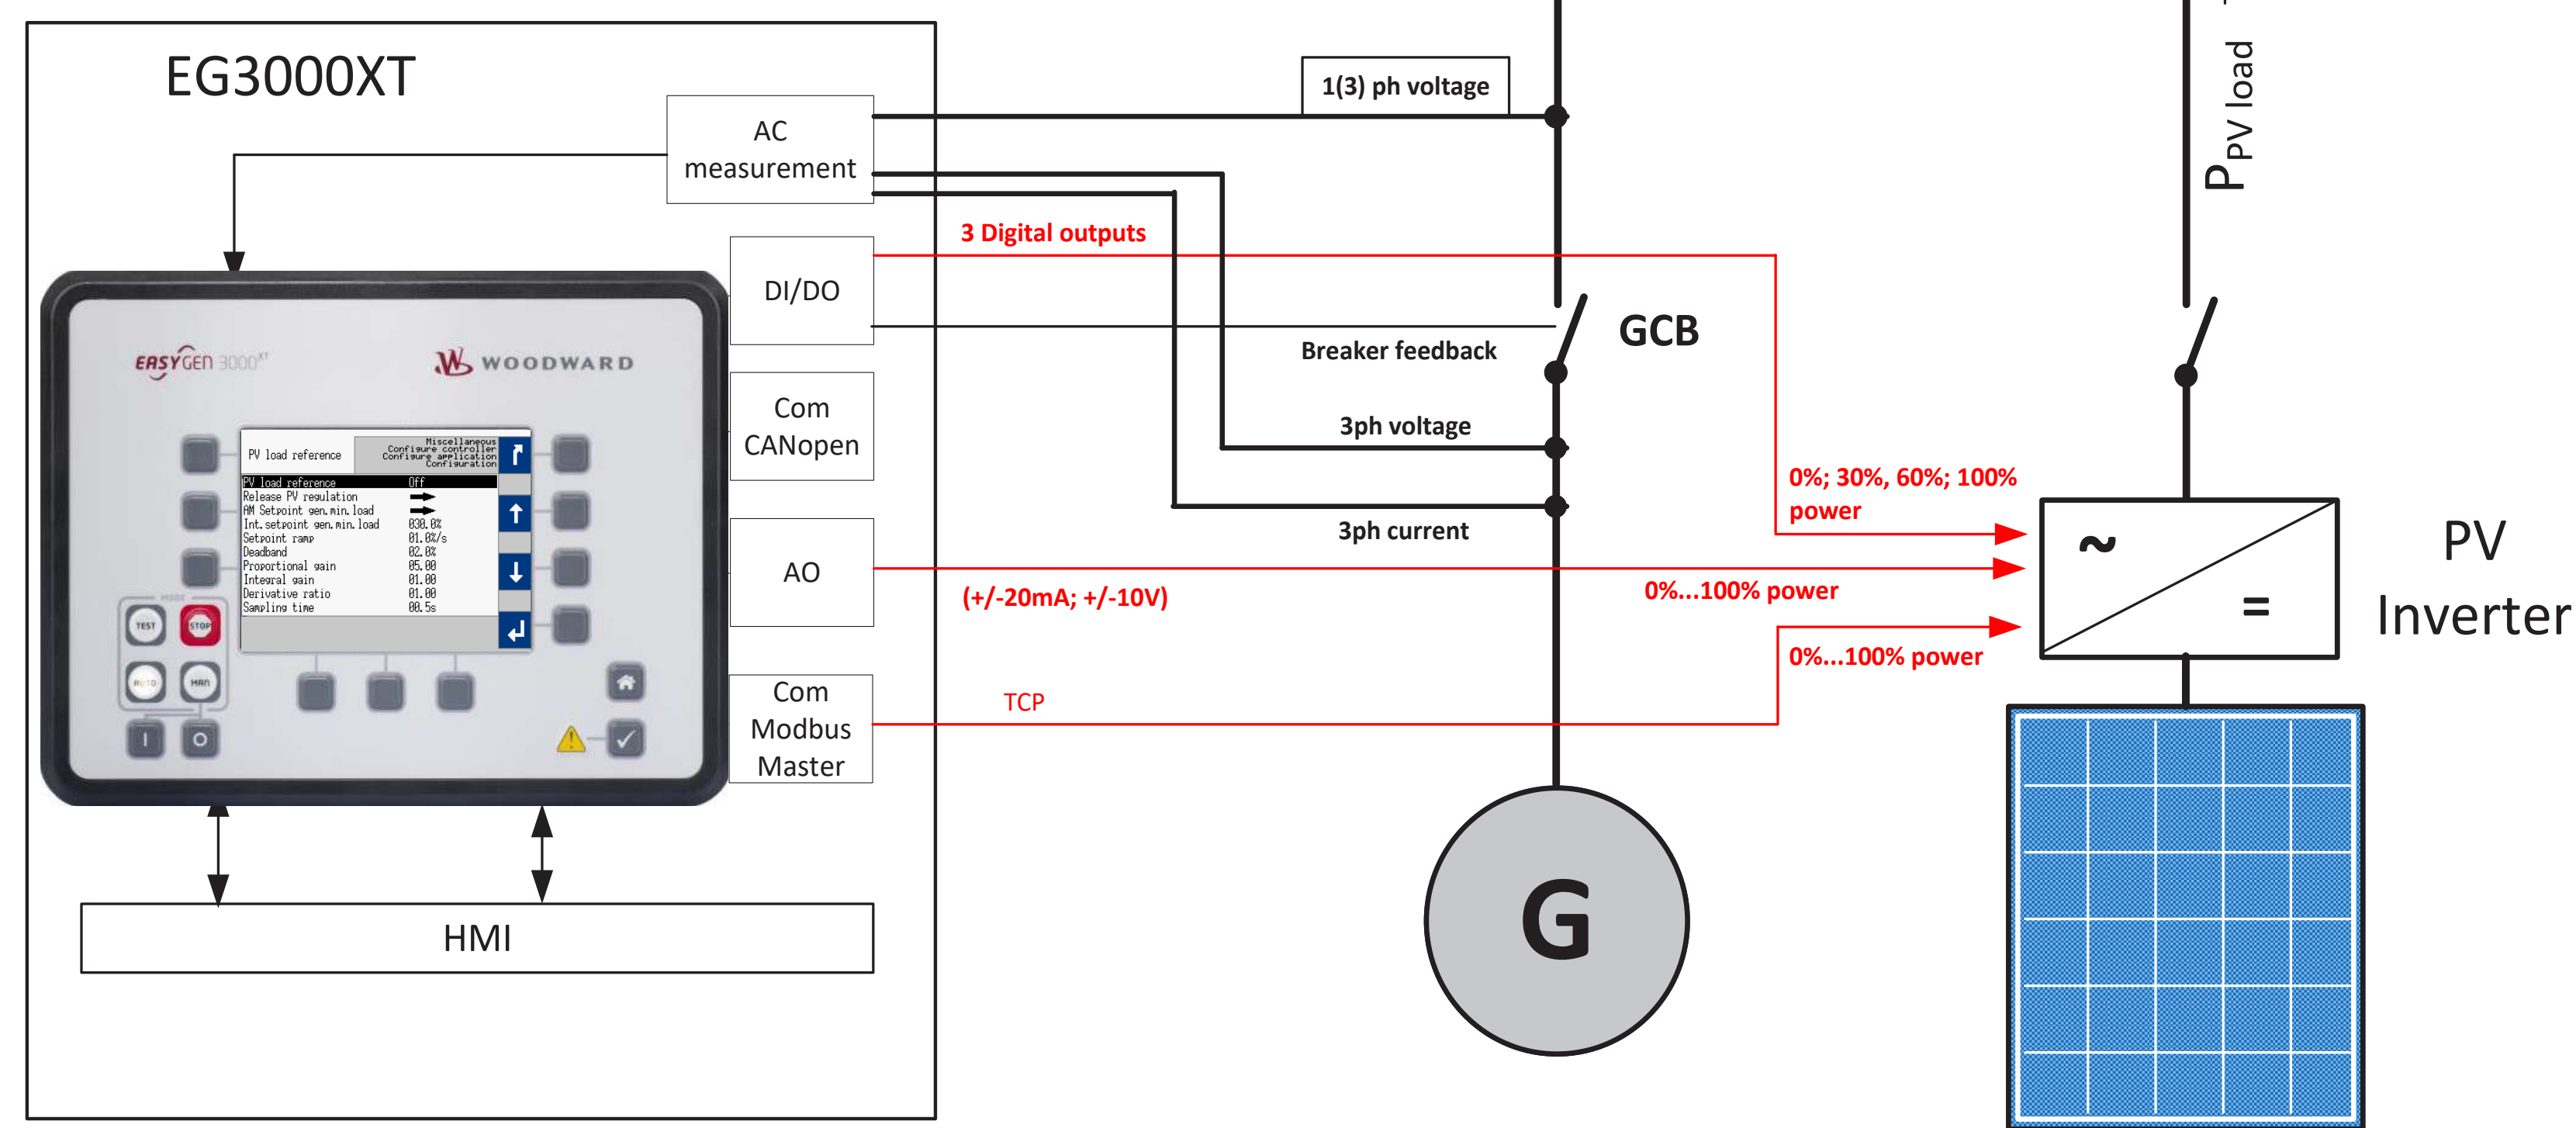 EG3000XT
AC
measurement
DI/DO
Com
CANopen
AO
Com
Modbus
Master
HMI
EASYGEN 3000XT
WOODWARD
PV load reference
Miscellaneous
Configure controller
Configure application
Configuration
PV load reference Off
Release PV regulation
AM Setpoint gen.min.load
Int.setpoint gen.min.load 030.0%
Setpoint ramp 01.0%/s
Deadband 02.0%
Proportional gain 05.00
Integral gain 01.00
Derivative ratio 01.00
Sampling time 00.5s
MODE
TEST
STOP
AUTO
MAN
I
O
1(3) ph voltage
3 Digital outputs
Breaker feedback
GCB
3ph voltage
3ph current
(+/-20mA; +/-10V)
TCP
0%; 30%, 60%; 100%
power
0%...100% power
0%...100% power
G
PPV load
~
=
PV
Inverter